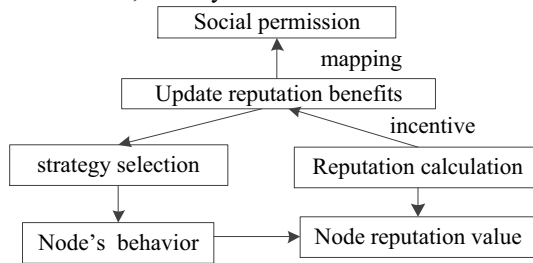 Social permission
mapping
Update reputation benefits
incentive
strategy selection
Reputation calculation
Node's behavior
Node reputation value